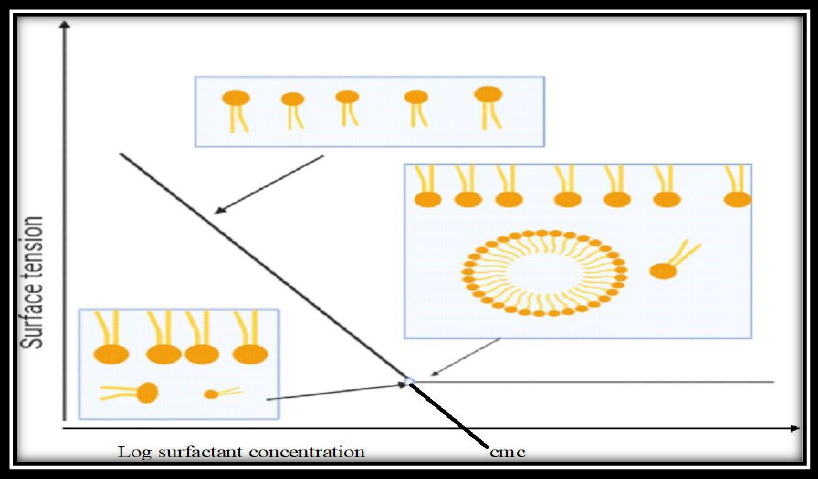 Surface tension
Log surfactant concentration
cmc